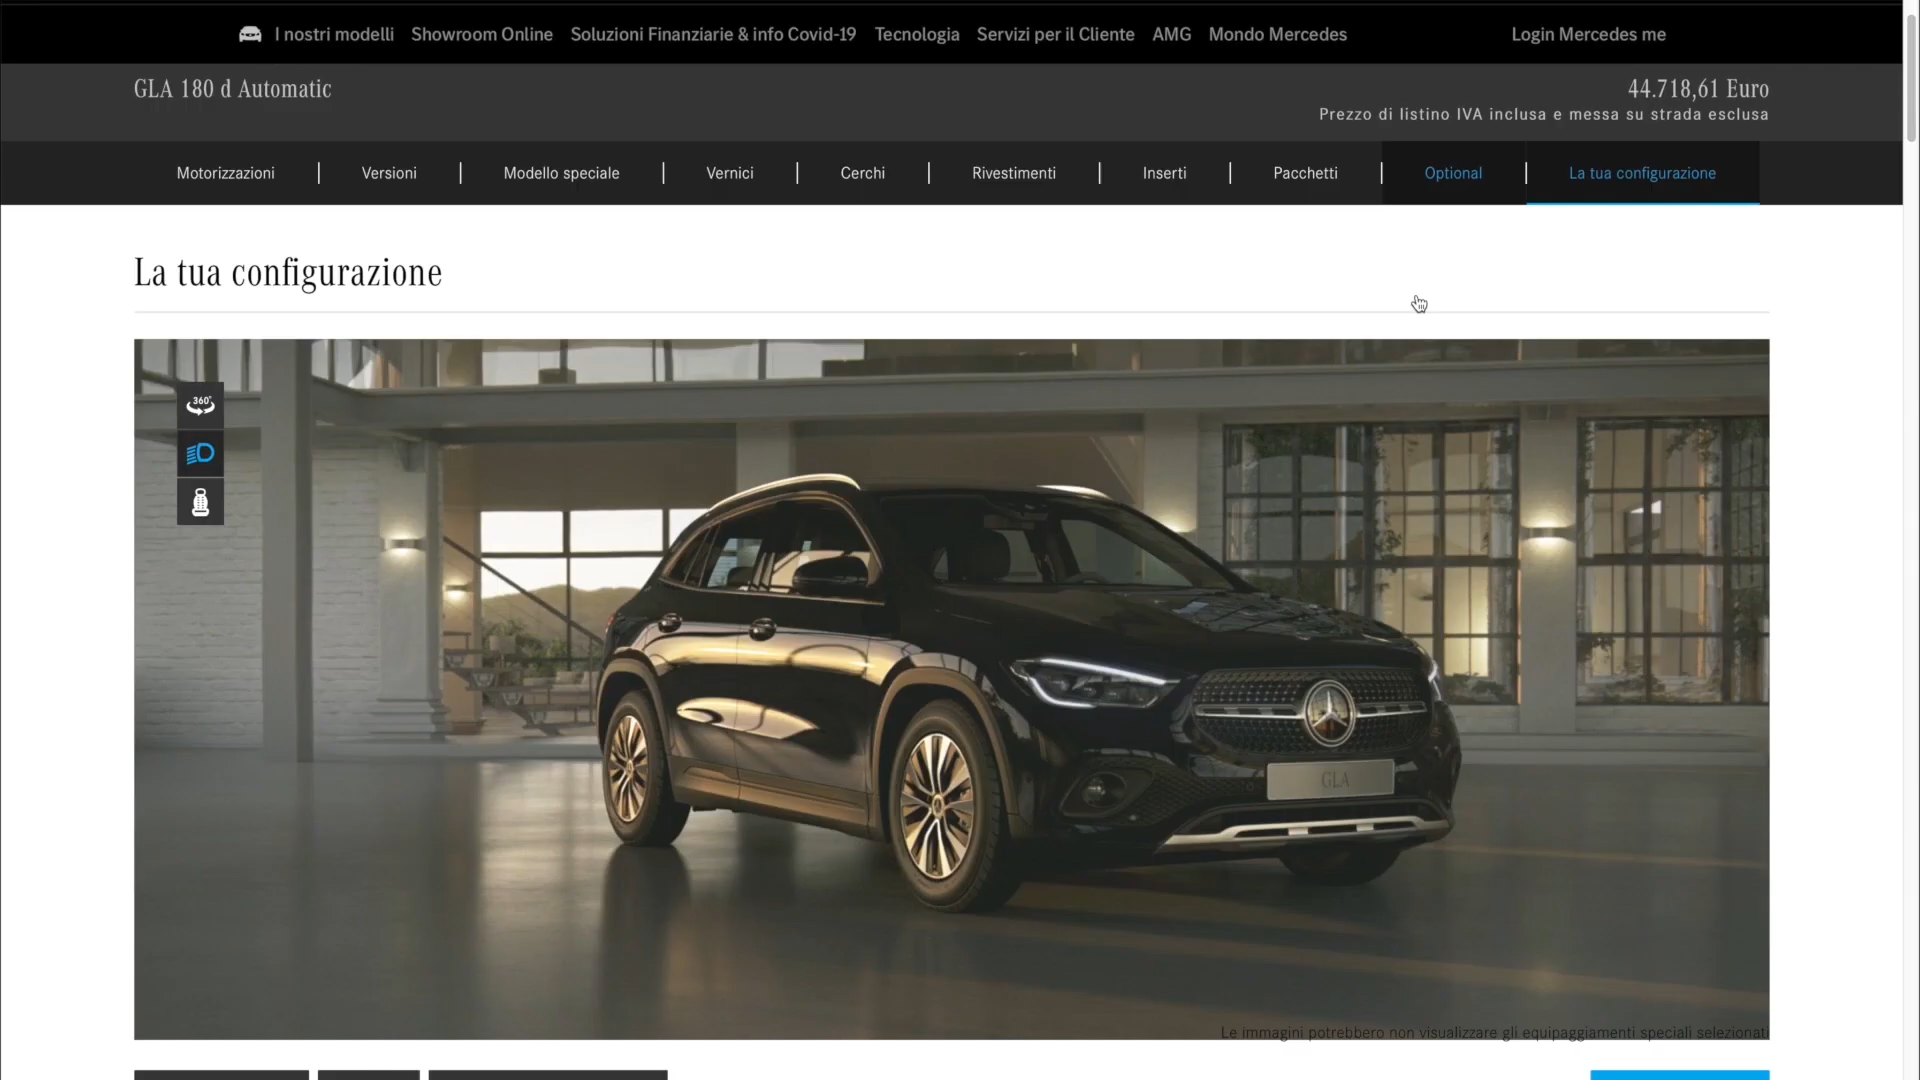 I nostri modelli Showroom Online Soluzioni Finanziarie & info Covid-19 Tecnologia Servizi per il Cliente AMG Mondo Mercedes Login Mercedes me
GLA 180 d Automatic 44.718,61 Euro
Prezzo di listino IVA inclusa e messa su strada esclusa
Motorizzazioni Versioni Modello speciale Vernici Cerchi Rivestimenti Inserti Pacchetti Optional La tua configurazione
La tua configurazione
360°
GLA
Le immagini potrebbero non visualizzare gli equipaggiamenti speciali selezionati